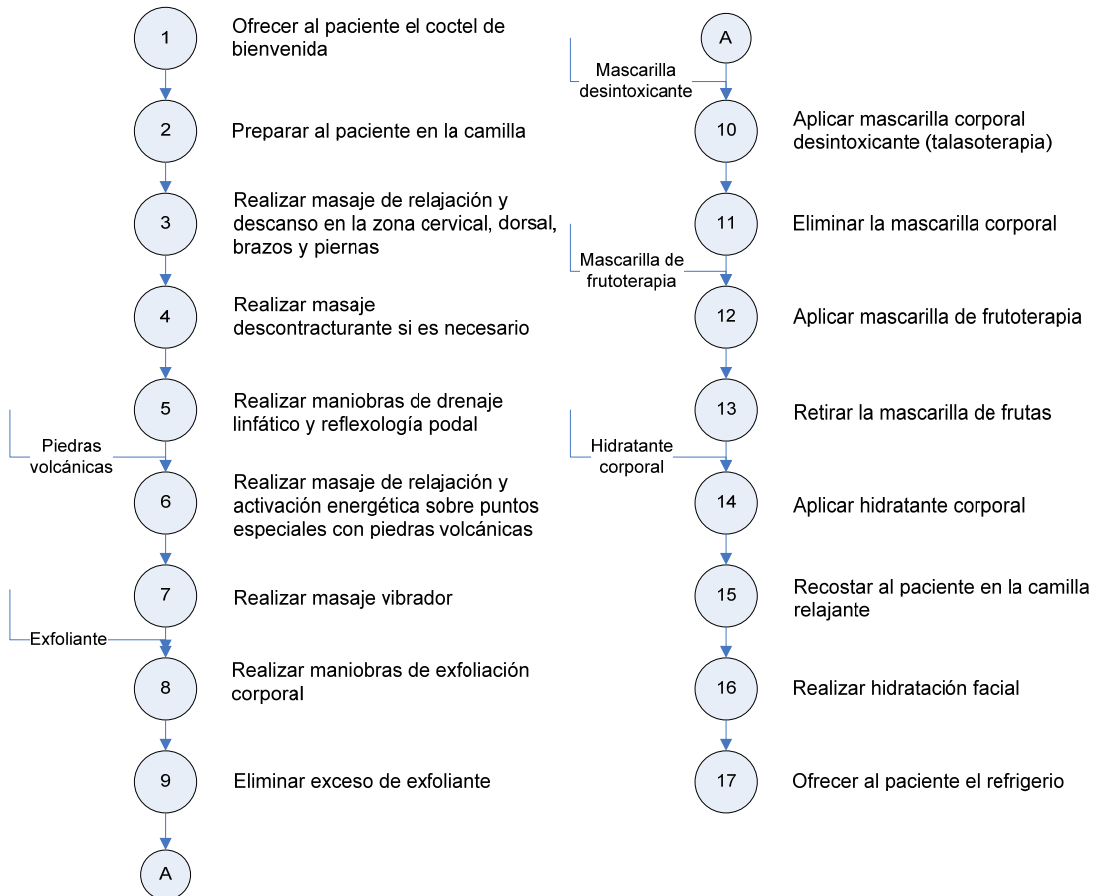 1
Ofrecer al paciente el coctel de
bienvenida
2
Preparar al paciente en la camilla
3
Realizar masaje de relajación y
descanso en la zona cervical, dorsal,
brazos y piernas
4
Realizar masaje
descontracturante si es necesario
5
Realizar maniobras de drenaje
linfático y reflexología podal
Piedras
volcánicas
6
Realizar masaje de relajación y
activación energética sobre puntos
especiales con piedras volcánicas
7
Realizar masaje vibrador
Exfoliante
8
Realizar maniobras de exfoliación
corporal
9
Eliminar exceso de exfoliante
A
A
Mascarilla
desintoxicante
10
Aplicar mascarilla corporal
desintoxicante (talasoterapia)
11
Eliminar la mascarilla corporal
Mascarilla de
frutoterapia
12
Aplicar mascarilla de frutoterapia
13
Retirar la mascarilla de frutas
Hidratante
corporal
14
Aplicar hidratante corporal
15
Recostar al paciente en la camilla
relajante
16
Realizar hidratación facial
17
Ofrecer al paciente el refrigerio